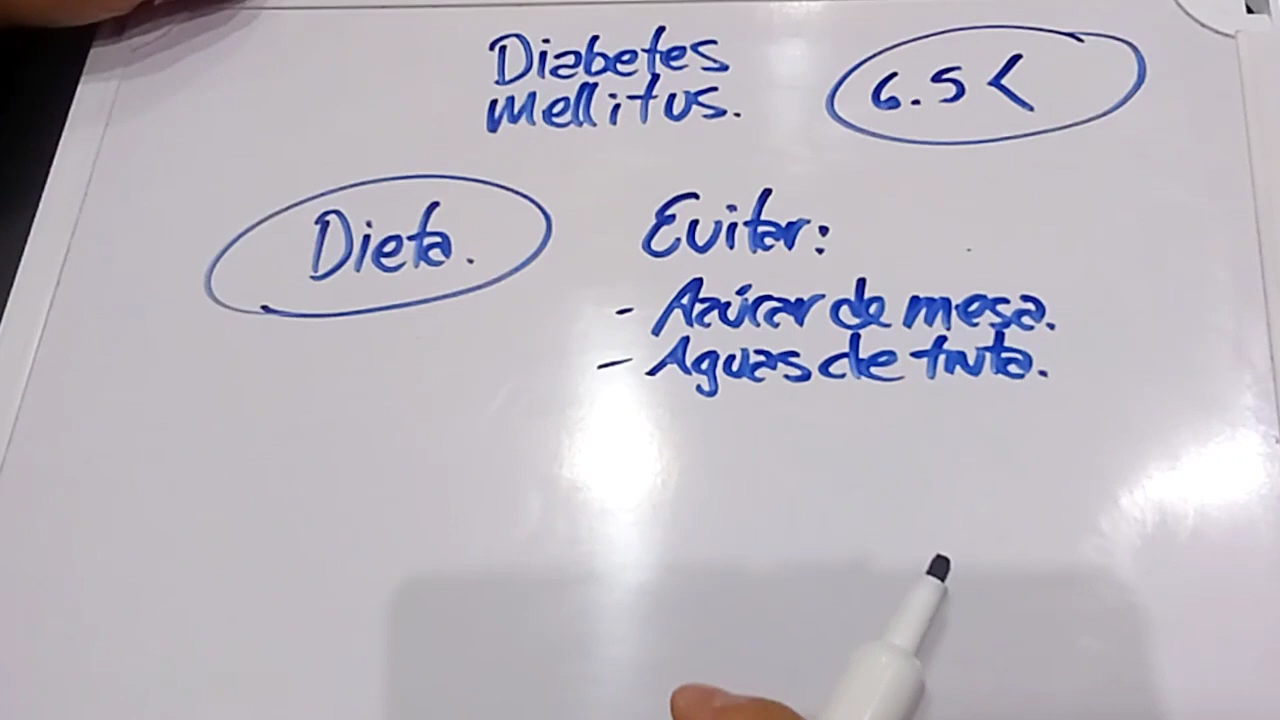 Diabetes
mellitus.
6.5 <
Dieta.
Evitar:
- Azúcar de mesa.
- Aguas de fruta.